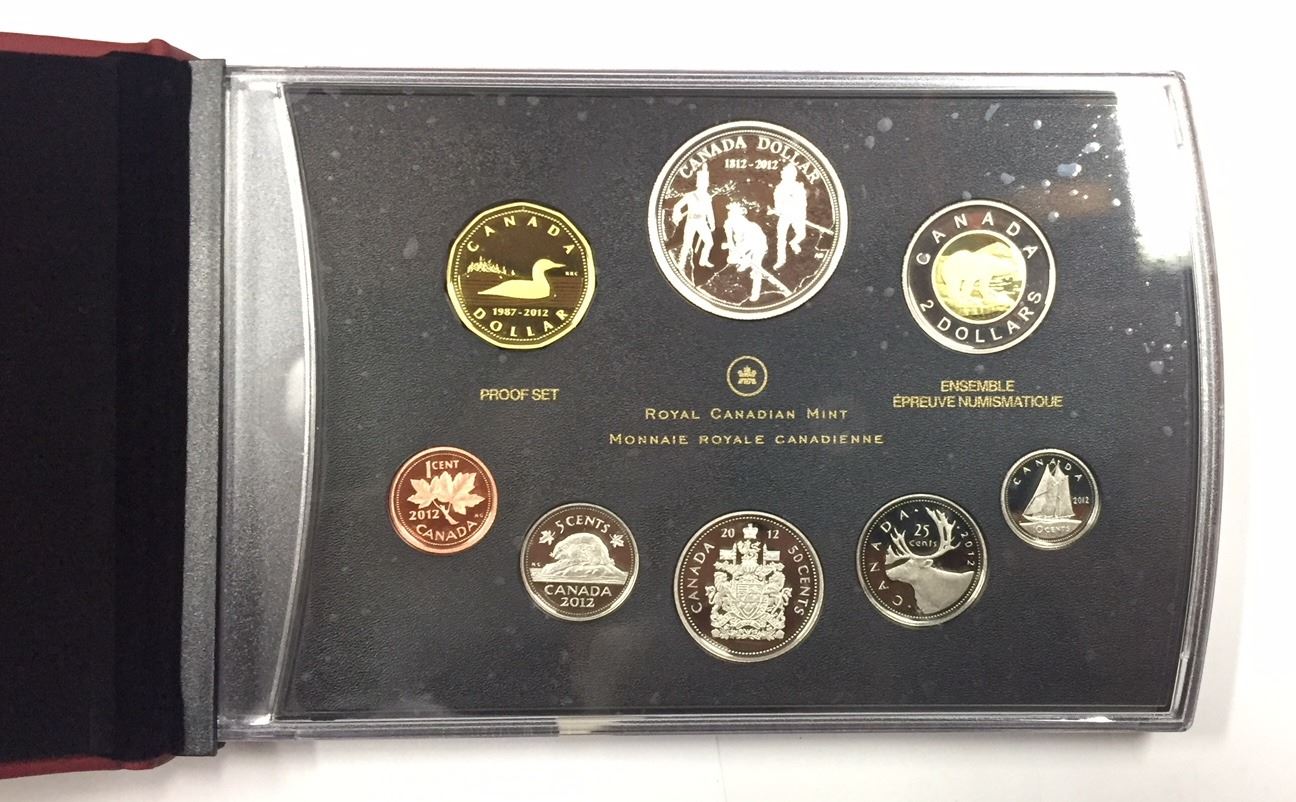 CANADA DOLLAR
1812 - 2012
CANADA
1987 - 2012
DOLLAR
CANADA
2 DOLLARS
PROOF SET
ROYAL CANADIAN MINT
MONNAIE ROYALE CANADIENNE
ENSEMBLE
ÉPREUVE NUMISMATIQUE
1 CENT
2012
CANADA
5 CENTS
CANADA
2012
20 12
CANADA
50 CENTS
CANADA
25
cents
2012
CANADA
2012
10 CENTS